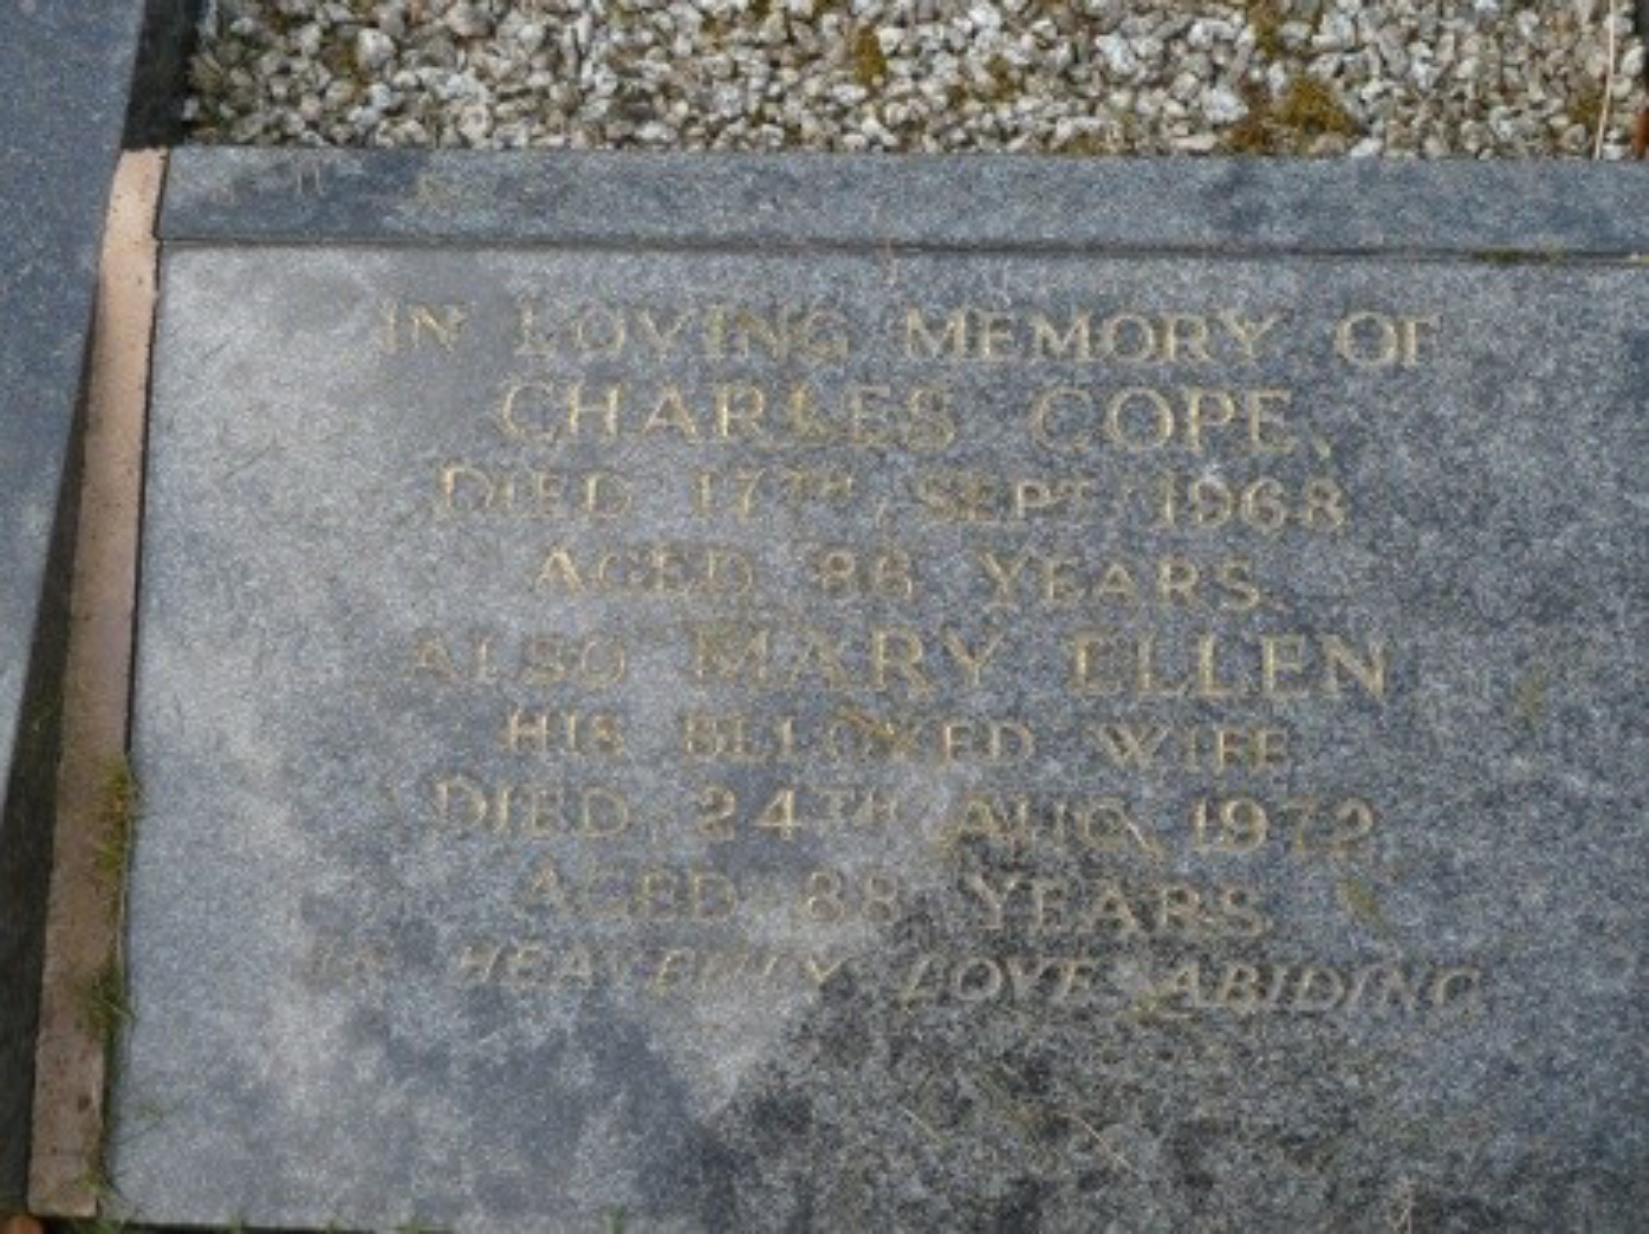 IN LOVING MEMORY OF
CHARLES COPE,
DIED 17TH SEPT 1968
AGED 86 YEARS.
ALSO MARY ELLEN
HIS BELOVED WIFE
DIED 24TH AUG. 1972
AGED 88 YEARS
IN HEAVENLY LOVE ABIDING